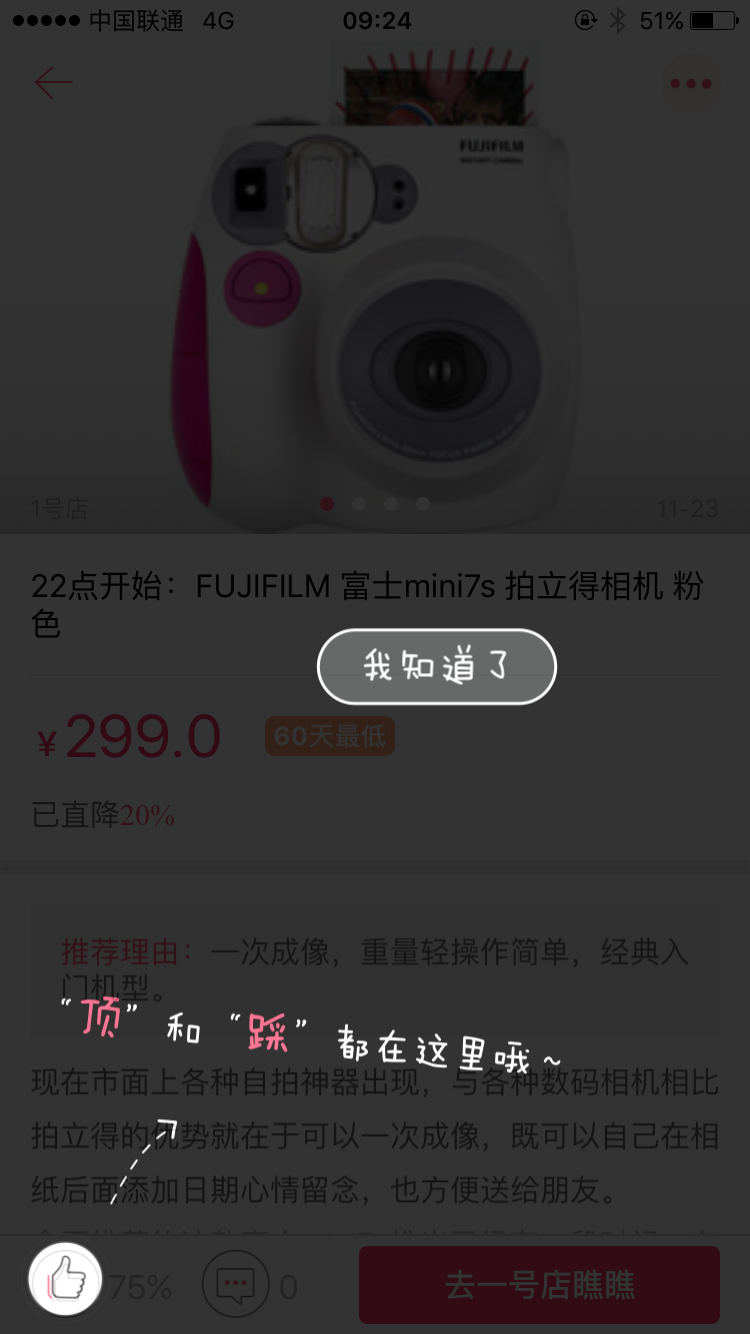 中国联通 4G 09:24 51%
FUJIFILM
INSTANT CAMERA
1号店 11-23
22点开始：FUJIFILM 富士mini7s 拍立得相机 粉
色
我知道了
¥299.0 60天最低
已直降20%
推荐理由：一次成像，重量轻操作简单，经典入
门机型。
“顶”和“踩”都在这里哦~
现在市面上各种自拍神器出现，与各种数码相机相比
拍立得的优势就在于可以一次成像，既可以自己在相
纸后面添加日期心情留念，也方便送给朋友。
75% 0 去一号店瞧瞧